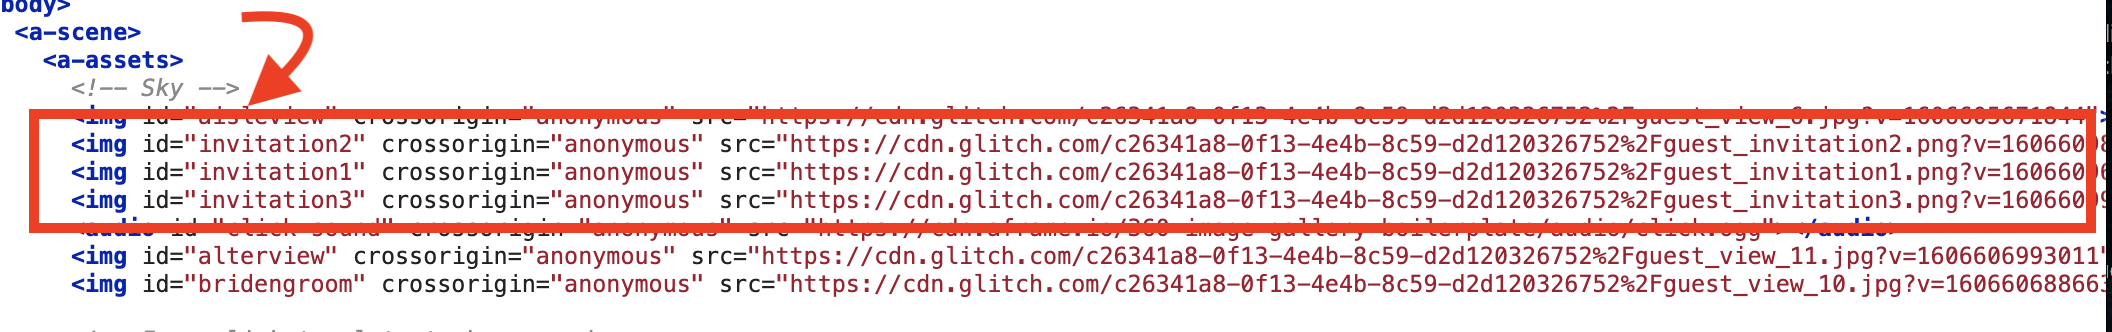 body>
<a-scene>
<a-assets>
<!-- Sky -->
<img id="aisleview" crossorigin="anonymous" src="https://cdn.glitch.com/c26341a8-0f13-4e4b-8c59-d2d120326752%2Fguest_view_6.jpg?v=1606605671844">
<img id="invitation2" crossorigin="anonymous" src="https://cdn.glitch.com/c26341a8-0f13-4e4b-8c59-d2d120326752%2Fguest_invitation2.png?v=160660
<img id="invitation1" crossorigin="anonymous" src="https://cdn.glitch.com/c26341a8-0f13-4e4b-8c59-d2d120326752%2Fguest_invitation1.png?v=160660
<img id="invitation3" crossorigin="anonymous" src="https://cdn.glitch.com/c26341a8-0f13-4e4b-8c59-d2d120326752%2Fguest_invitation3.png?v=160660
<audio id="click-sound" crossorigin="anonymous" src="https://cdn.aframe.io/360-image-gallery-boilerplate/audio/click.ogg"></audio>
<img id="alterview" crossorigin="anonymous" src="https://cdn.glitch.com/c26341a8-0f13-4e4b-8c59-d2d120326752%2Fguest_view_11.jpg?v=1606606993011"
<img id="bridengroom" crossorigin="anonymous" src="https://cdn.glitch.com/c26341a8-0f13-4e4b-8c59-d2d120326752%2Fguest_view_10.jpg?v=160660688663